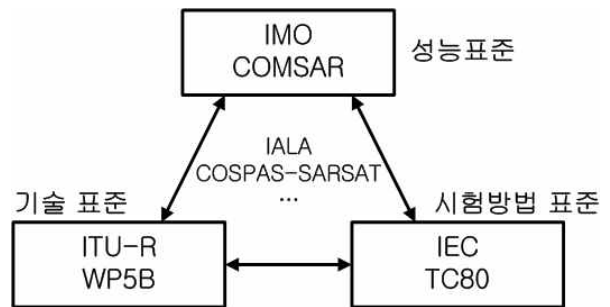 IMO
COMSAR
성능표준
IALA
COSPAS-SARSAT
...
기술 표준
시험방법 표준
ITU-R
WP5B
IEC
TC80